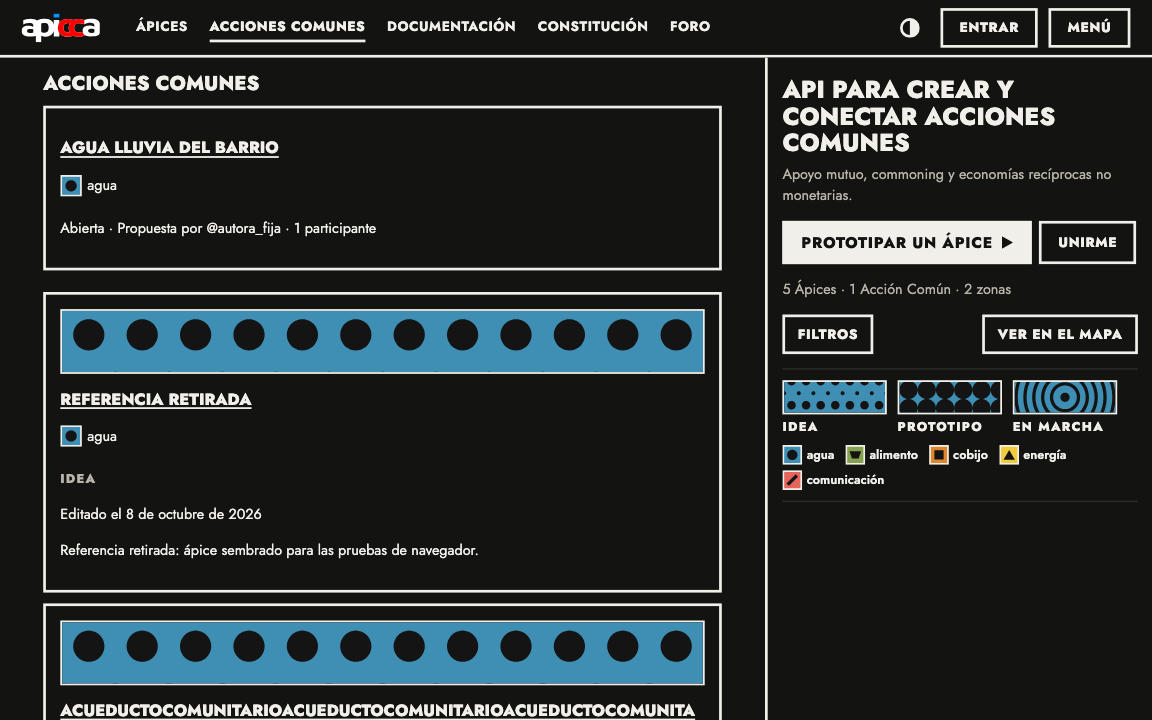 apicca
ÁPICES
ACCIONES COMUNES
DOCUMENTACIÓN
CONSTITUCIÓN
FORO
ENTRAR
MENÚ
ACCIONES COMUNES
AGUA LLUVIA DEL BARRIO
agua
Abierta · Propuesta por @autora_fija · 1 participante
REFERENCIA RETIRADA
agua
IDEA
Editado el 8 de octubre de 2026
Referencia retirada: ápice sembrado para las pruebas de navegador.
ACUEDUCTOCOMUNITARIOACUEDUCTOCOMUNITARIOACUEDUCTOCOMUNITA
API PARA CREAR Y
CONECTAR ACCIONES
COMUNES
Apoyo mutuo, commoning y economías recíprocas no
monetarias.
PROTOTIPAR UN ÁPICE ▶
UNIRME
5 Ápices · 1 Acción Común · 2 zonas
FILTROS
VER EN EL MAPA
IDEA
PROTOTIPO
EN MARCHA
agua
alimento
cobijo
energía
comunicación